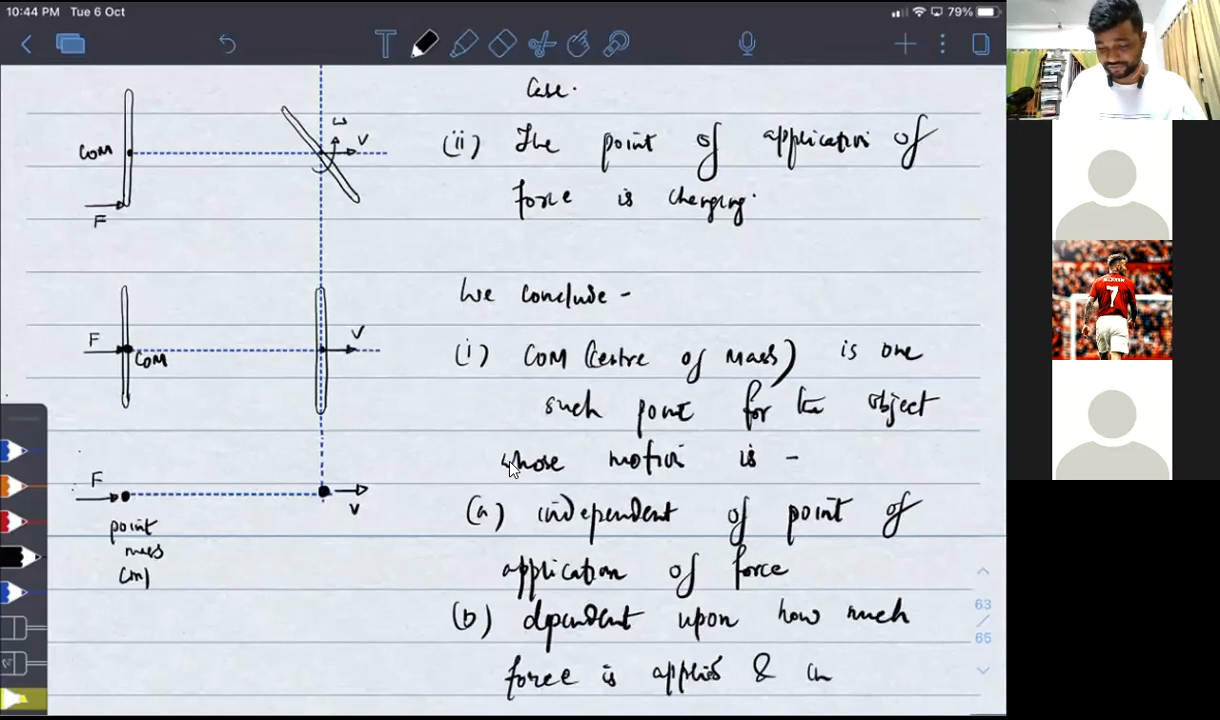 10:44 PM Tue 6 Oct
79%
T
Case.
(ii) The point of application of
force is changing.
COM
ω
V
F
We conclude -
(i) COM (Centre of Mass) is one
such point for the object
whose motion is -
(a) independent of point of
application of force
(b) dpendent upon how much
force is applied &
F
COM
V
F
V
point
mass
(m)
63
/
65
7